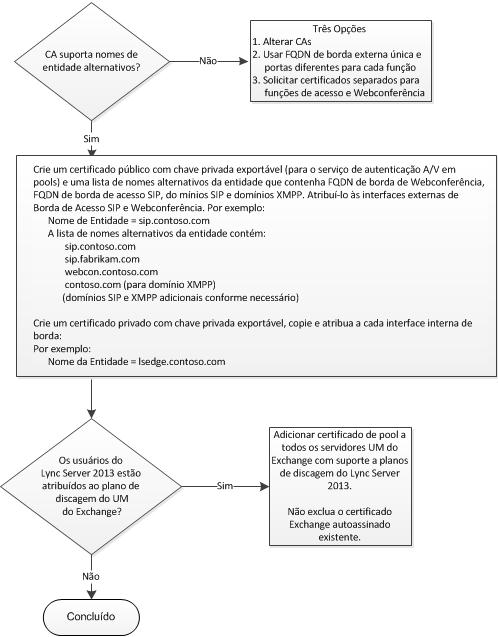 CA suporta nomes de
entidade alternativos?
Não
Três Opções
1. Alterar CAs
2. Usar FQDN de borda externa única e
portas diferentes para cada função
3. Solicitar certificados separados para
funções de acesso e Webconferência
Sim
Crie um certificado público com chave privada exportável (para o serviço de autenticação A/V em
pools) e uma lista de nomes alternativos da entidade que contenha FQDN de borda de Webconferência,
FQDN de borda de acesso SIP, do mínios SIP e domínios XMPP. Atribuí-lo às interfaces externas de
Borda de Acesso SIP e Webconferência. Por exemplo:
Nome de Entidade = sip.contoso.com
A lista de nomes alternativos da entidade contém:
sip.contoso.com
sip.fabrikam.com
webcon.contoso.com
contoso.com (para domínio XMPP)
(domínios SIP e XMPP adicionais conforme necessário)
Crie um certificado privado com chave privada exportável, copie e atribua a cada interface interna de
borda:
Por exemplo:
Nome da Entidade = lsedge.contoso.com
Os usuários do
Lync Server 2013 estão
atribuídos ao plano de
discagem do UM
do Exchange?
Sim
Adicionar certificado de pool a
todos os servidores UM do
Exchange com suporte a planos
de discagem do Lync Server
2013.
Não exclua o certificado
Exchange autoassinado
existente.
Não
Concluído